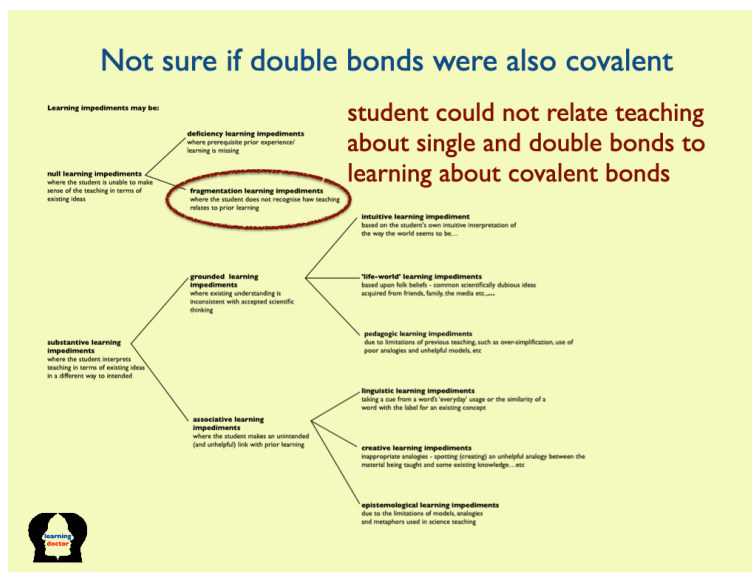 Not sure if double bonds were also covalent
Learning impediments may be:
student could not relate teaching
about single and double bonds to
learning about covalent bonds
deficiency learning impediments
where prerequisite prior experience/
learning is missing
null learning impediments
where the student is unable to make
sense of the teaching in terms of
existing ideas
fragmentation learning impediments
where the student does not recognise how teaching
relates to prior learning
intuitive learning impediment
based on the student's own intuitive interpretation of
the way the world seems to be…
grounded learning
impediments
where existing understanding is
inconsistent with accepted scientific
thinking
'life-world' learning impediments
based upon folk beliefs - common scientifically dubious ideas
acquired from friends, family, the media etc.,...
pedagogic learning impediments
due to limitations of previous teaching, such as over-simplification, use of
poor analogies and unhelpful models, etc
substantive learning
impediments
where the student interprets
teaching in terms of existing ideas
in a different way to intended
linguistic learning impediments
taking a cue from a word's 'everyday' usage or the similarity of a
word with the label for an existing concept
associative learning
impediments
where the student makes an unintended
(and unhelpful) link with prior learning
creative learning impediments
inappropriate analogies - spotting (creating) an unhelpful analogy between the
material being taught and some existing knowledge…etc
epistemological learning impediments
due to the limitations of models, analogies
and metaphors used in science teaching
learning
doctor